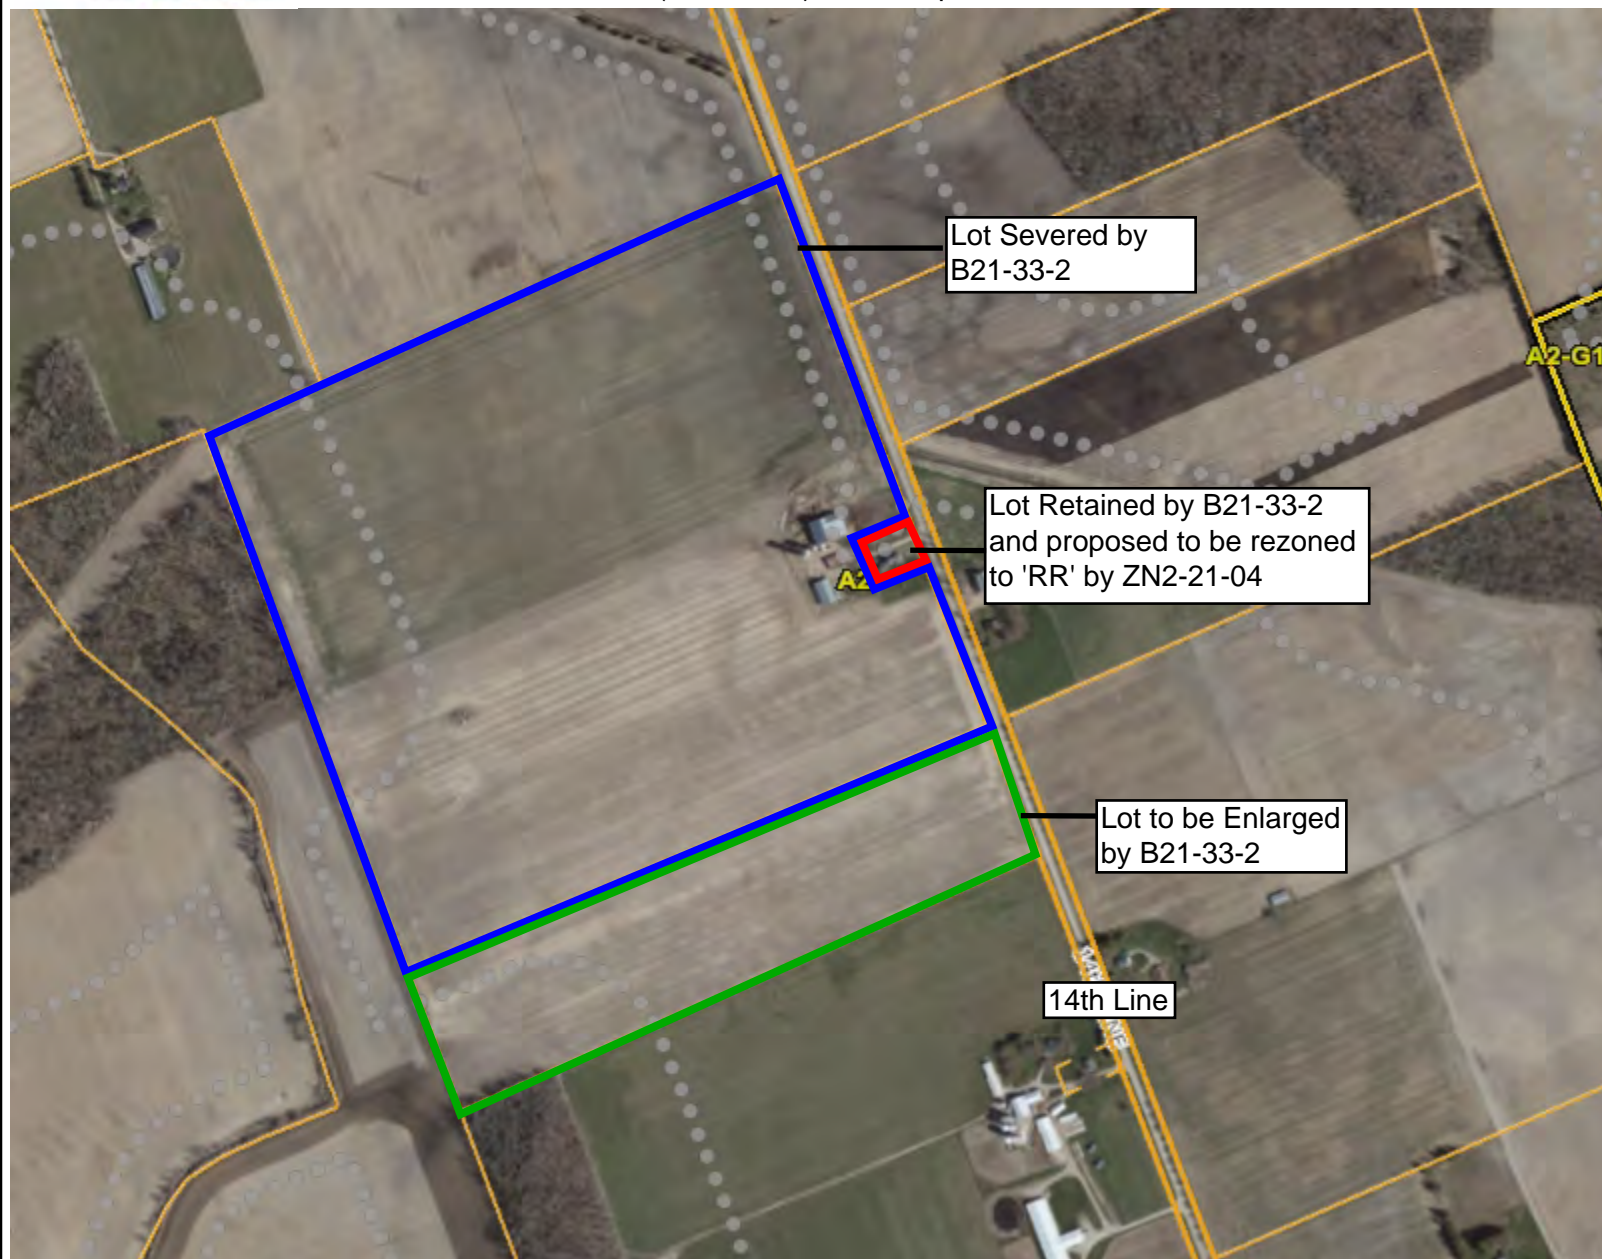 Lot Severed by
B21-33-2
A2-G1
Lot Retained by B21-33-2
and proposed to be rezoned
to 'RR' by ZN2-21-04
A2
Lot to be Enlarged
by B21-33-2
14th Line